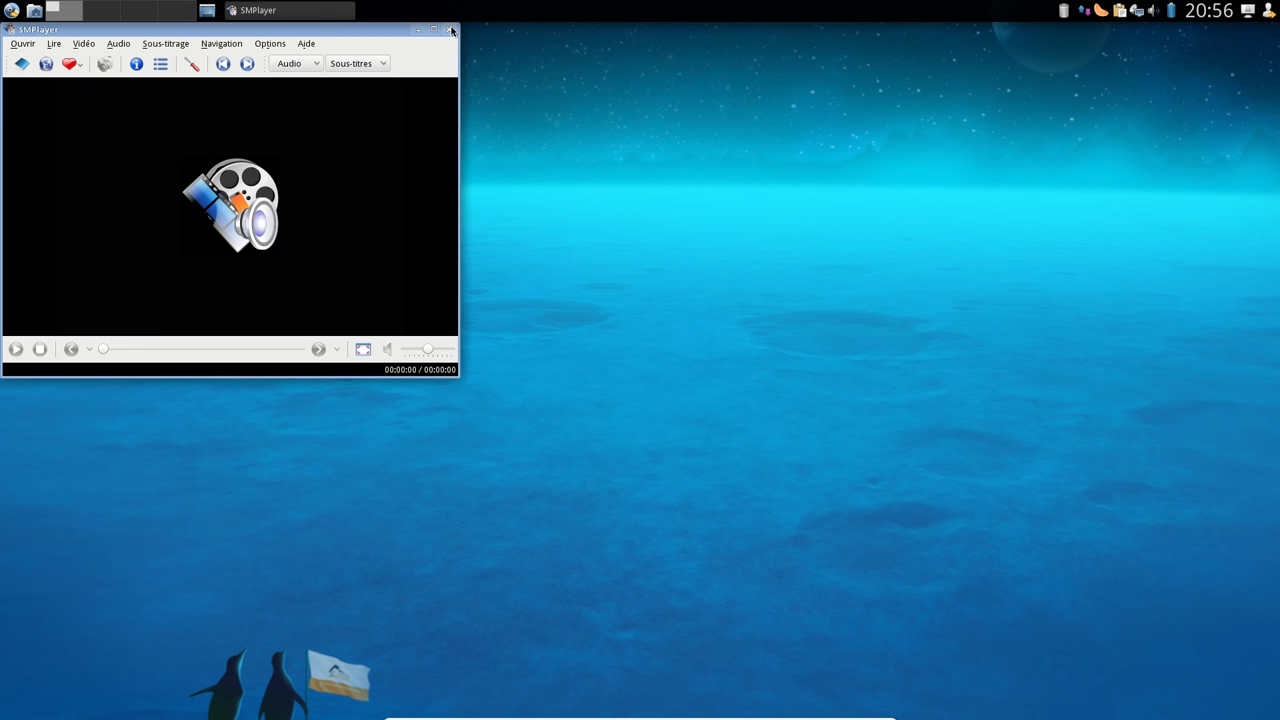 SMPlayer
20:56
SMPlayer
Ouvrir Lire Vidéo Audio Sous-titrage Navigation Options Aide
Audio Sous-titres
00:00:00 / 00:00:00